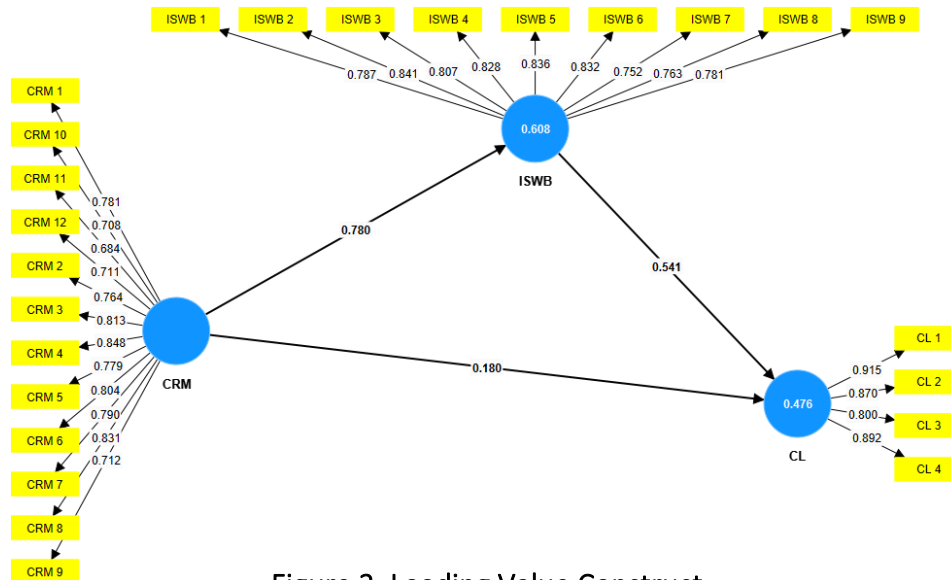 ISWB 1 ISWB 2 ISWB 3 ISWB 4 ISWB 5 ISWB 6 ISWB 7 ISWB 8 ISWB 9
0.787 0.841 0.807 0.828 0.836 0.832 0.752 0.763 0.781
CRM 1
CRM 10
CRM 11
CRM 12
CRM 2
CRM 3
CRM 4
CRM 5
CRM 6
CRM 7
CRM 8
CRM 9
0.781
0.708
0.684
0.711
0.764
0.813
0.848
0.779
0.804
0.790
0.831
0.712
CRM
0.608
ISWB
0.780
0.541
0.180
0.476
CL
0.915
0.870
0.800
0.892
CL 1
CL 2
CL 3
CL 4